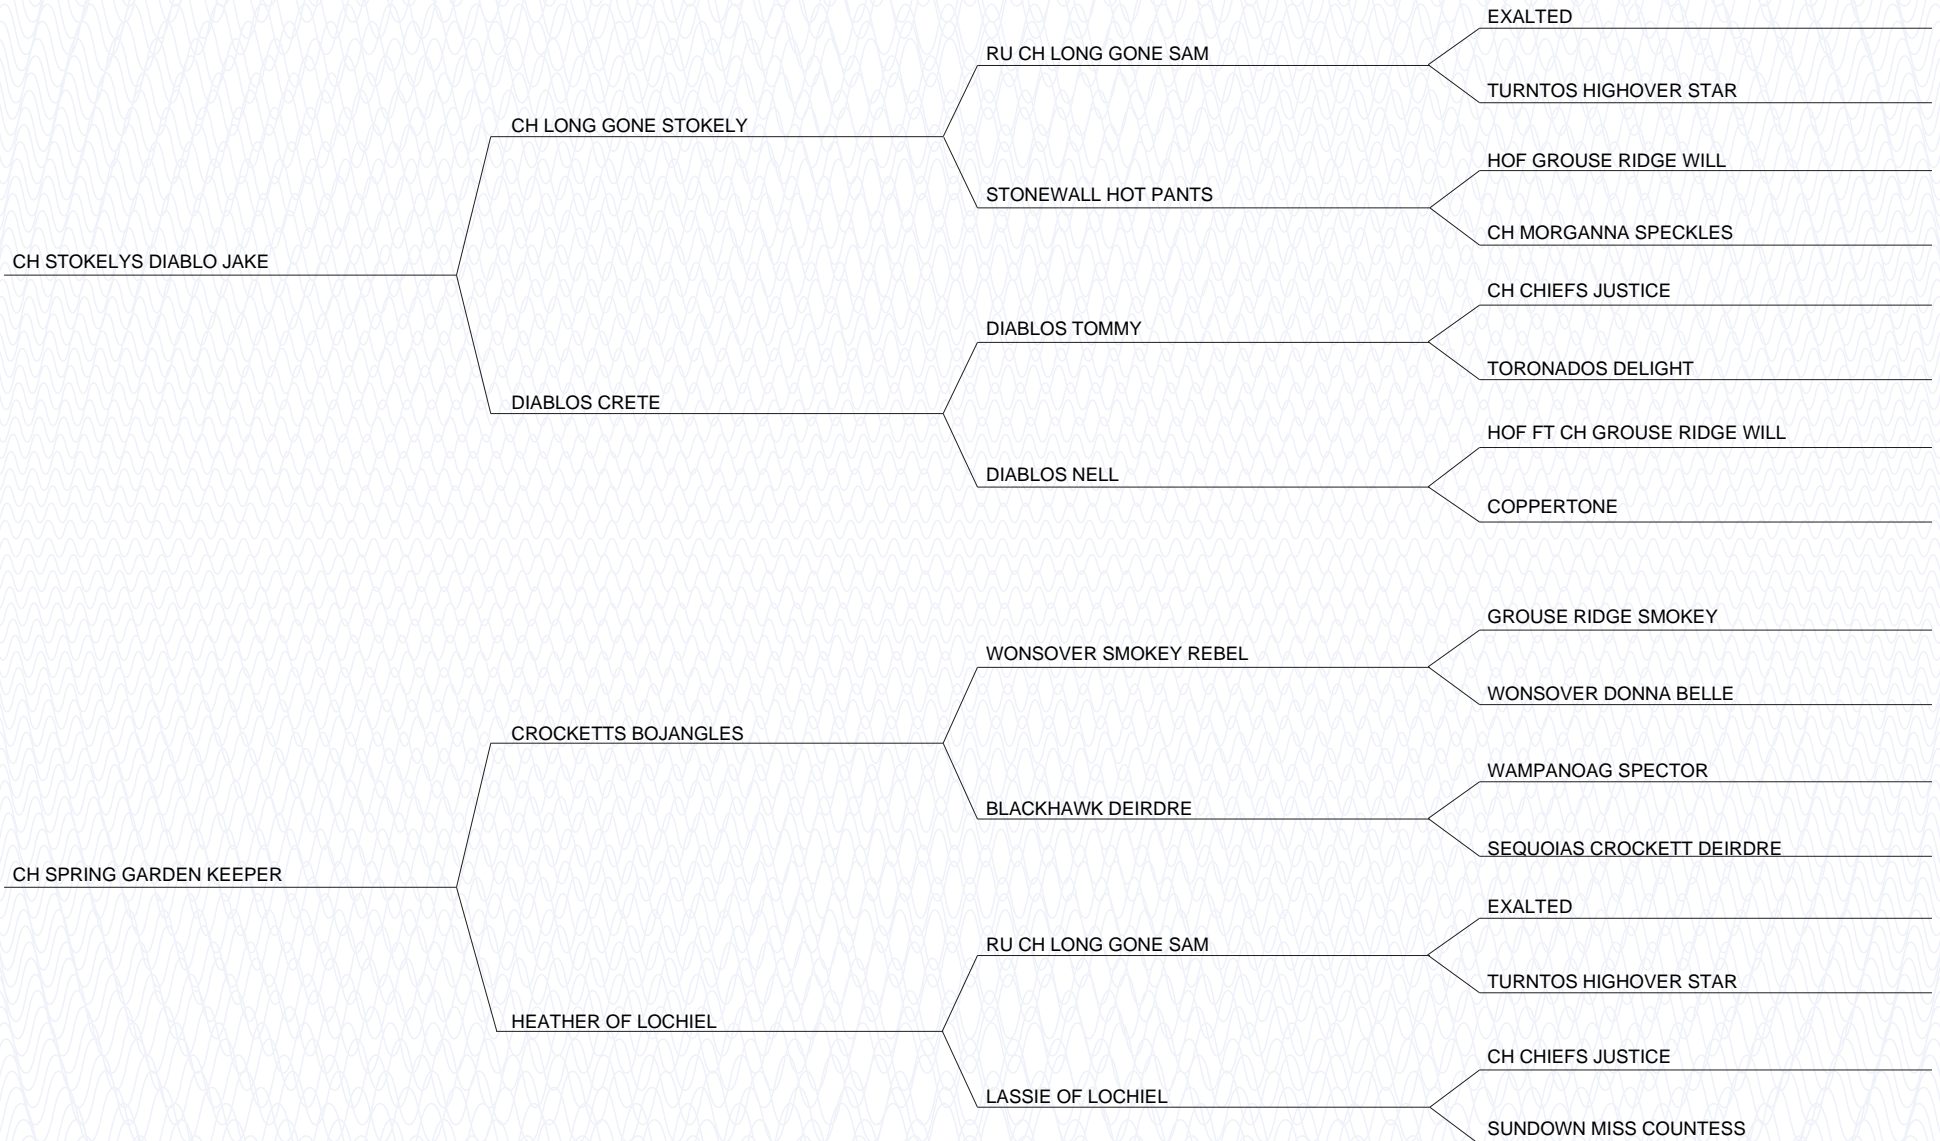 EXALTED
RU CH LONG GONE SAM
TURNTOS HIGHOVER STAR
CH LONG GONE STOKELY
HOF GROUSE RIDGE WILL
STONEWALL HOT PANTS
CH MORGANNA SPECKLES
CH STOKELYS DIABLO JAKE
CH CHIEFS JUSTICE
DIABLOS TOMMY
TORONADOS DELIGHT
DIABLOS CRETE
HOF FT CH GROUSE RIDGE WILL
DIABLOS NELL
COPPERTONE
GROUSE RIDGE SMOKEY
WONSOVER SMOKEY REBEL
WONSOVER DONNA BELLE
CROCKETTS BOJANGLES
WAMPANOAG SPECTOR
BLACKHAWK DEIRDRE
SEQUOIAS CROCKETT DEIRDRE
CH SPRING GARDEN KEEPER
EXALTED
RU CH LONG GONE SAM
TURNTOS HIGHOVER STAR
HEATHER OF LOCHIEL
CH CHIEFS JUSTICE
LASSIE OF LOCHIEL
SUNDOWN MISS COUNTESS